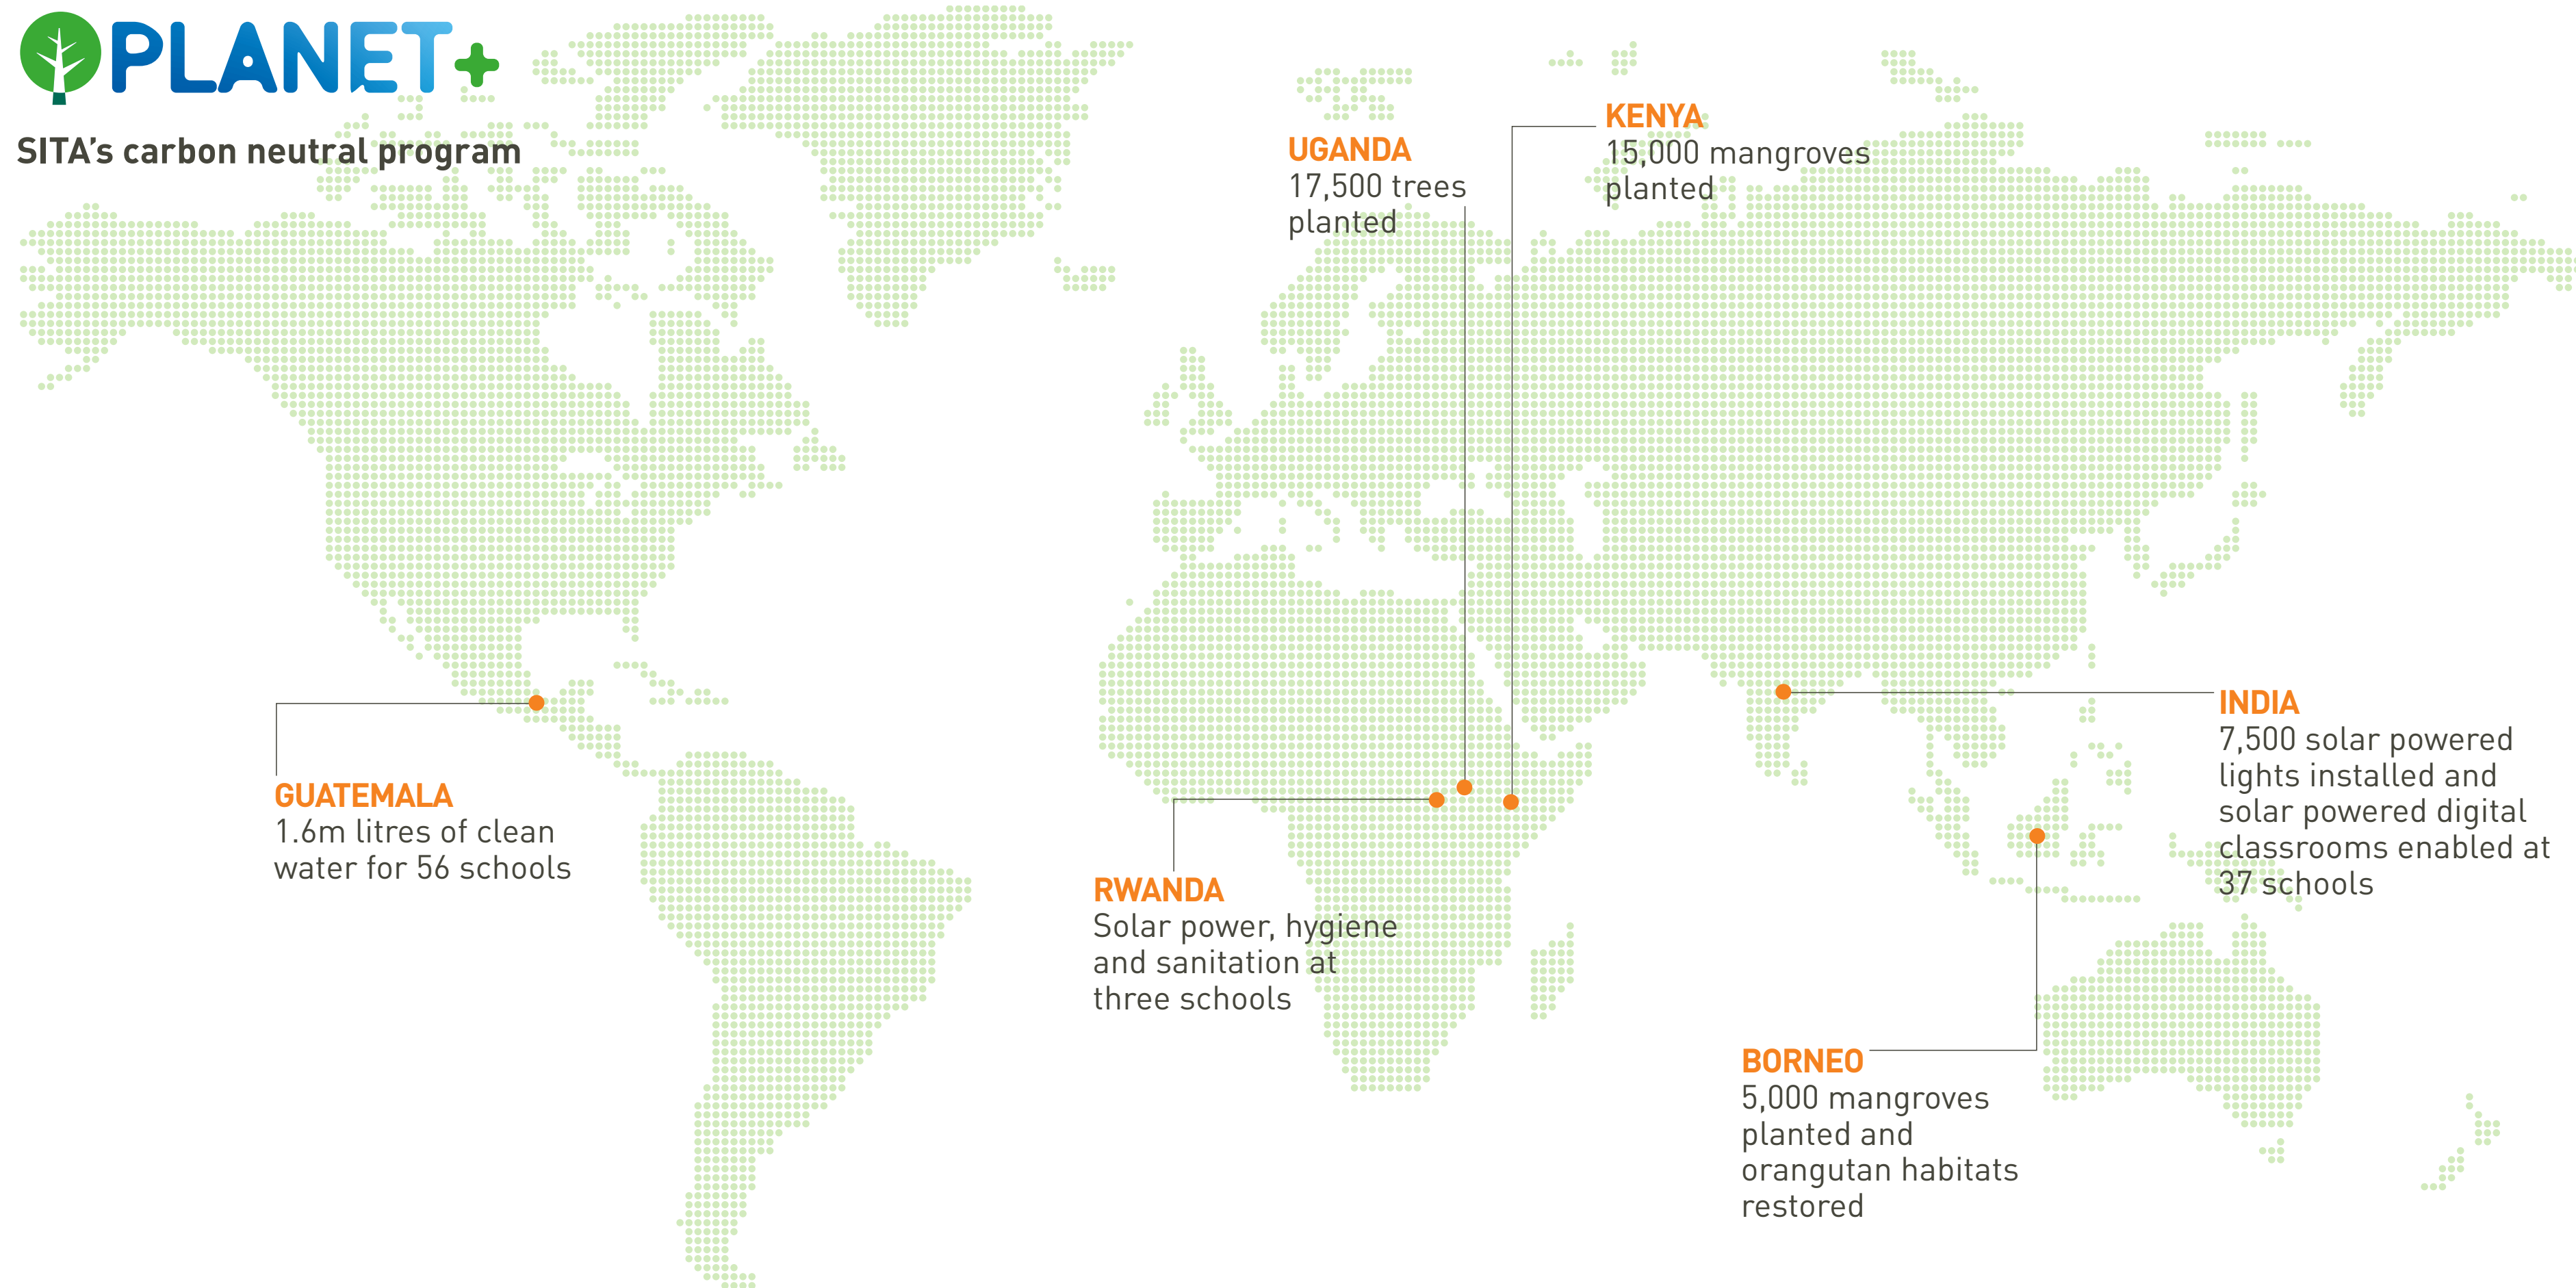 PLANET+
SITA's carbon neutral program
KENYA
15,000 mangroves
planted
UGANDA
17,500 trees
planted
GUATEMALA
1.6m litres of clean
water for 56 schools
RWANDA
Solar power, hygiene
and sanitation at
three schools
INDIA
7,500 solar powered
lights installed and
solar powered digital
classrooms enabled at
37 schools
BORNEO
5,000 mangroves
planted and
orangutan habitats
restored